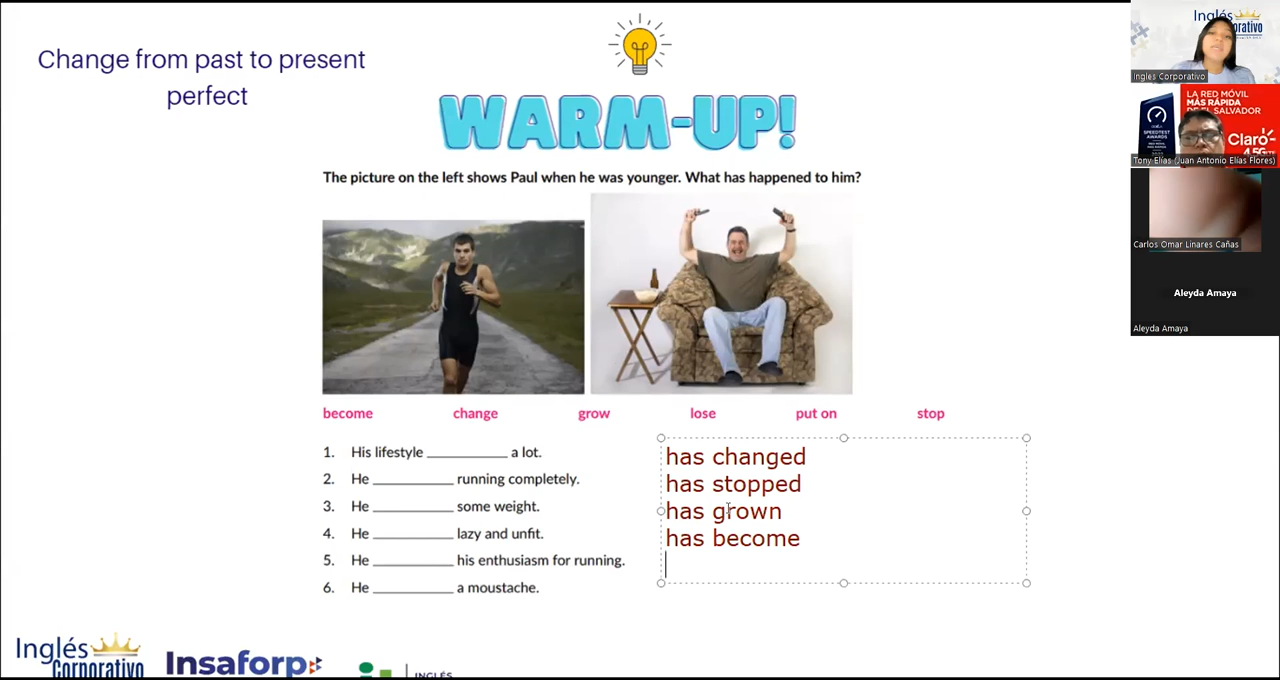 Change from past to present
perfect
WARM-UP!
The picture on the left shows Paul when he was younger. What has happened to him?
become change grow lose put on stop
1. His lifestyle __________ a lot.
2. He __________ running completely.
3. He __________ some weight.
4. He __________ lazy and unfit.
5. He __________ his enthusiasm for running.
6. He __________ a moustache.
has changed
has stopped
has grown
has become
Inglés
Corporativo
Insaforp
INGLÉS
Inglés
Ingles Corporativo
LA RED MÓVIL
MÁS RÁPIDA
DE EL SALVADOR
SPEEDTEST
AWARDS
Claro
4.5G
Tony Elías (Juan Antonio Elías Flores)
Carlos Omar Linares Cañas
Aleyda Amaya
Aleyda Amaya